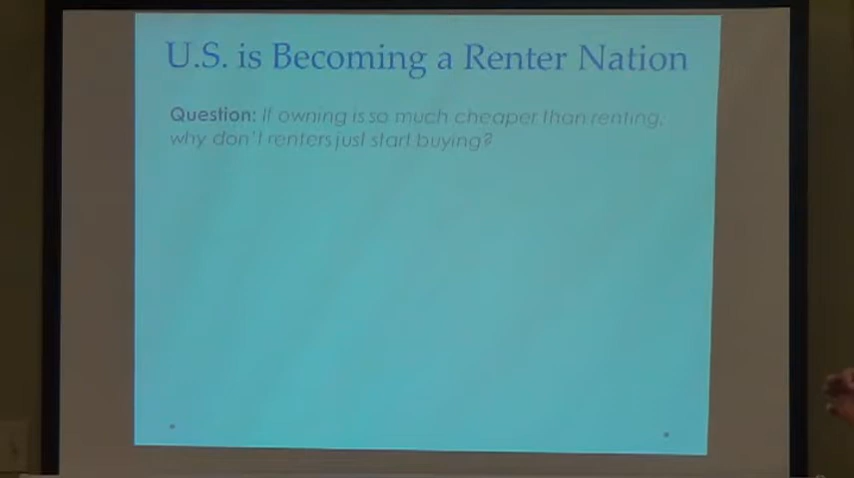 U.S. is Becoming a Renter Nation
Question: If owning is so much cheaper than renting,
why don't renters just start buying?